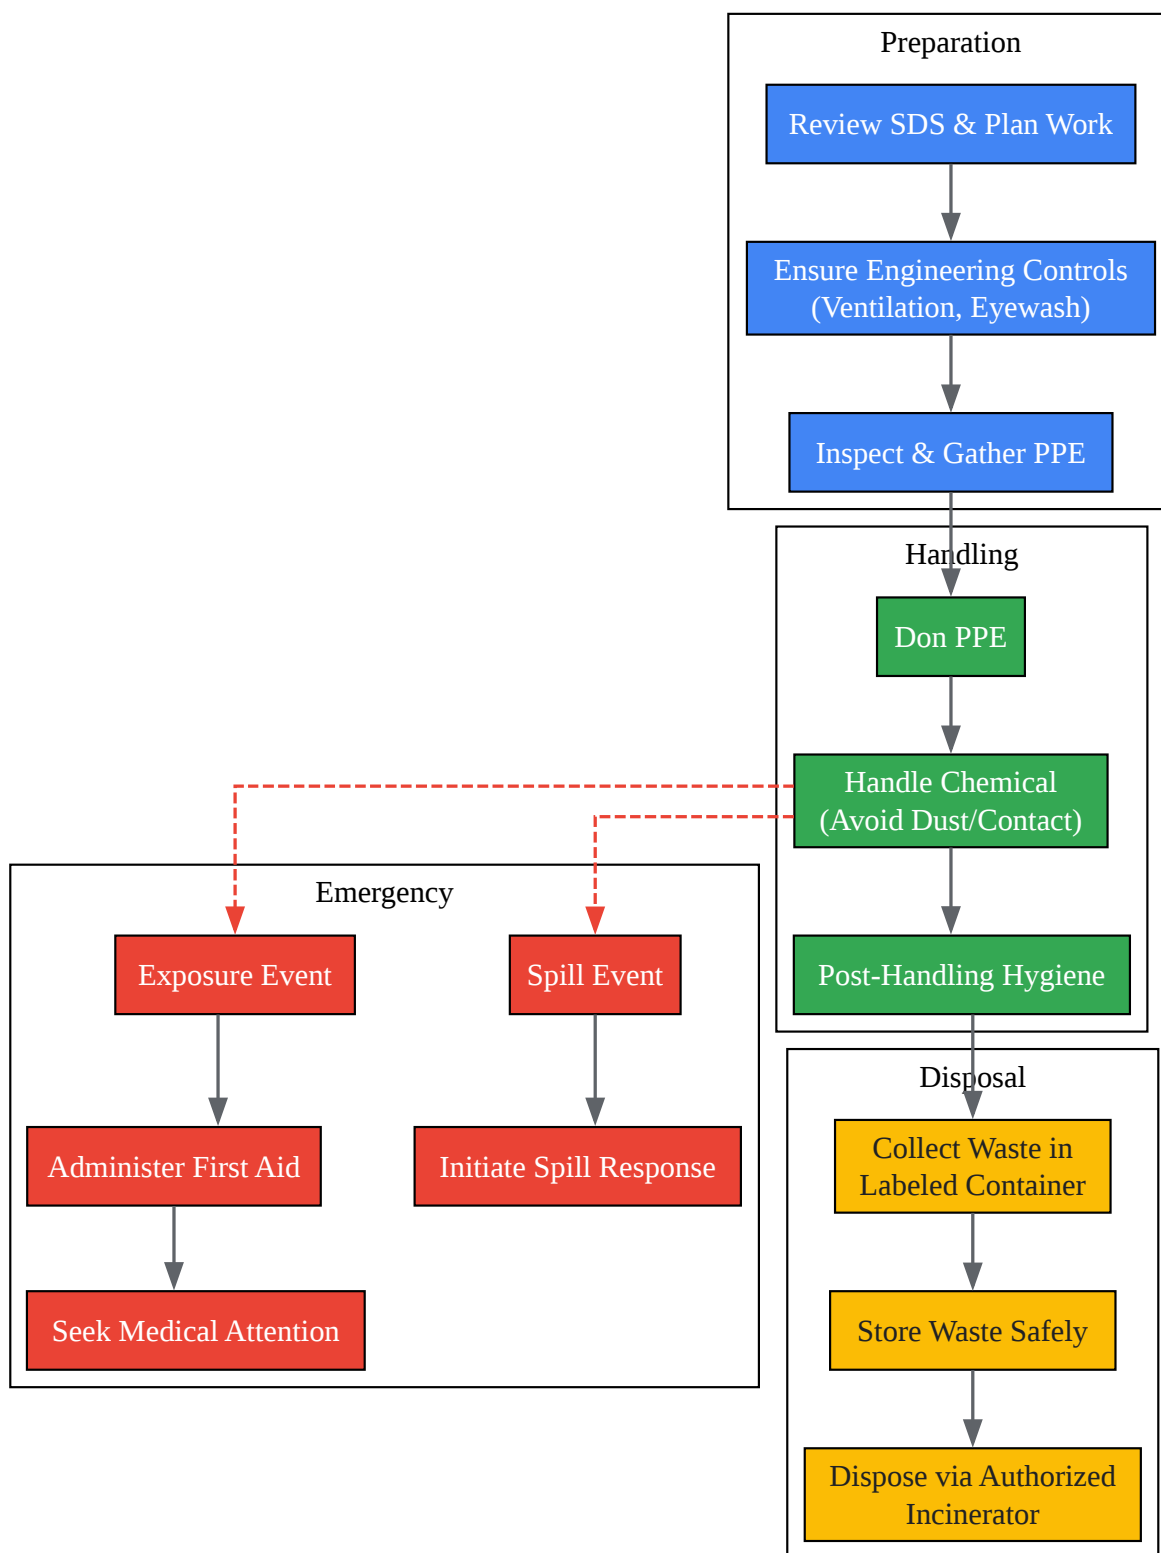 Preparation
Review SDS & Plan Work
Ensure Engineering Controls
(Ventilation, Eyewash)
Inspect & Gather PPE
Handling
Don PPE
Handle Chemical
(Avoid Dust/Contact)
Post-Handling Hygiene
Emergency
Exposure Event
Spill Event
Administer First Aid
Initiate Spill Response
Seek Medical Attention
Disposal
Collect Waste in
Labeled Container
Store Waste Safely
Dispose via Authorized
Incinerator